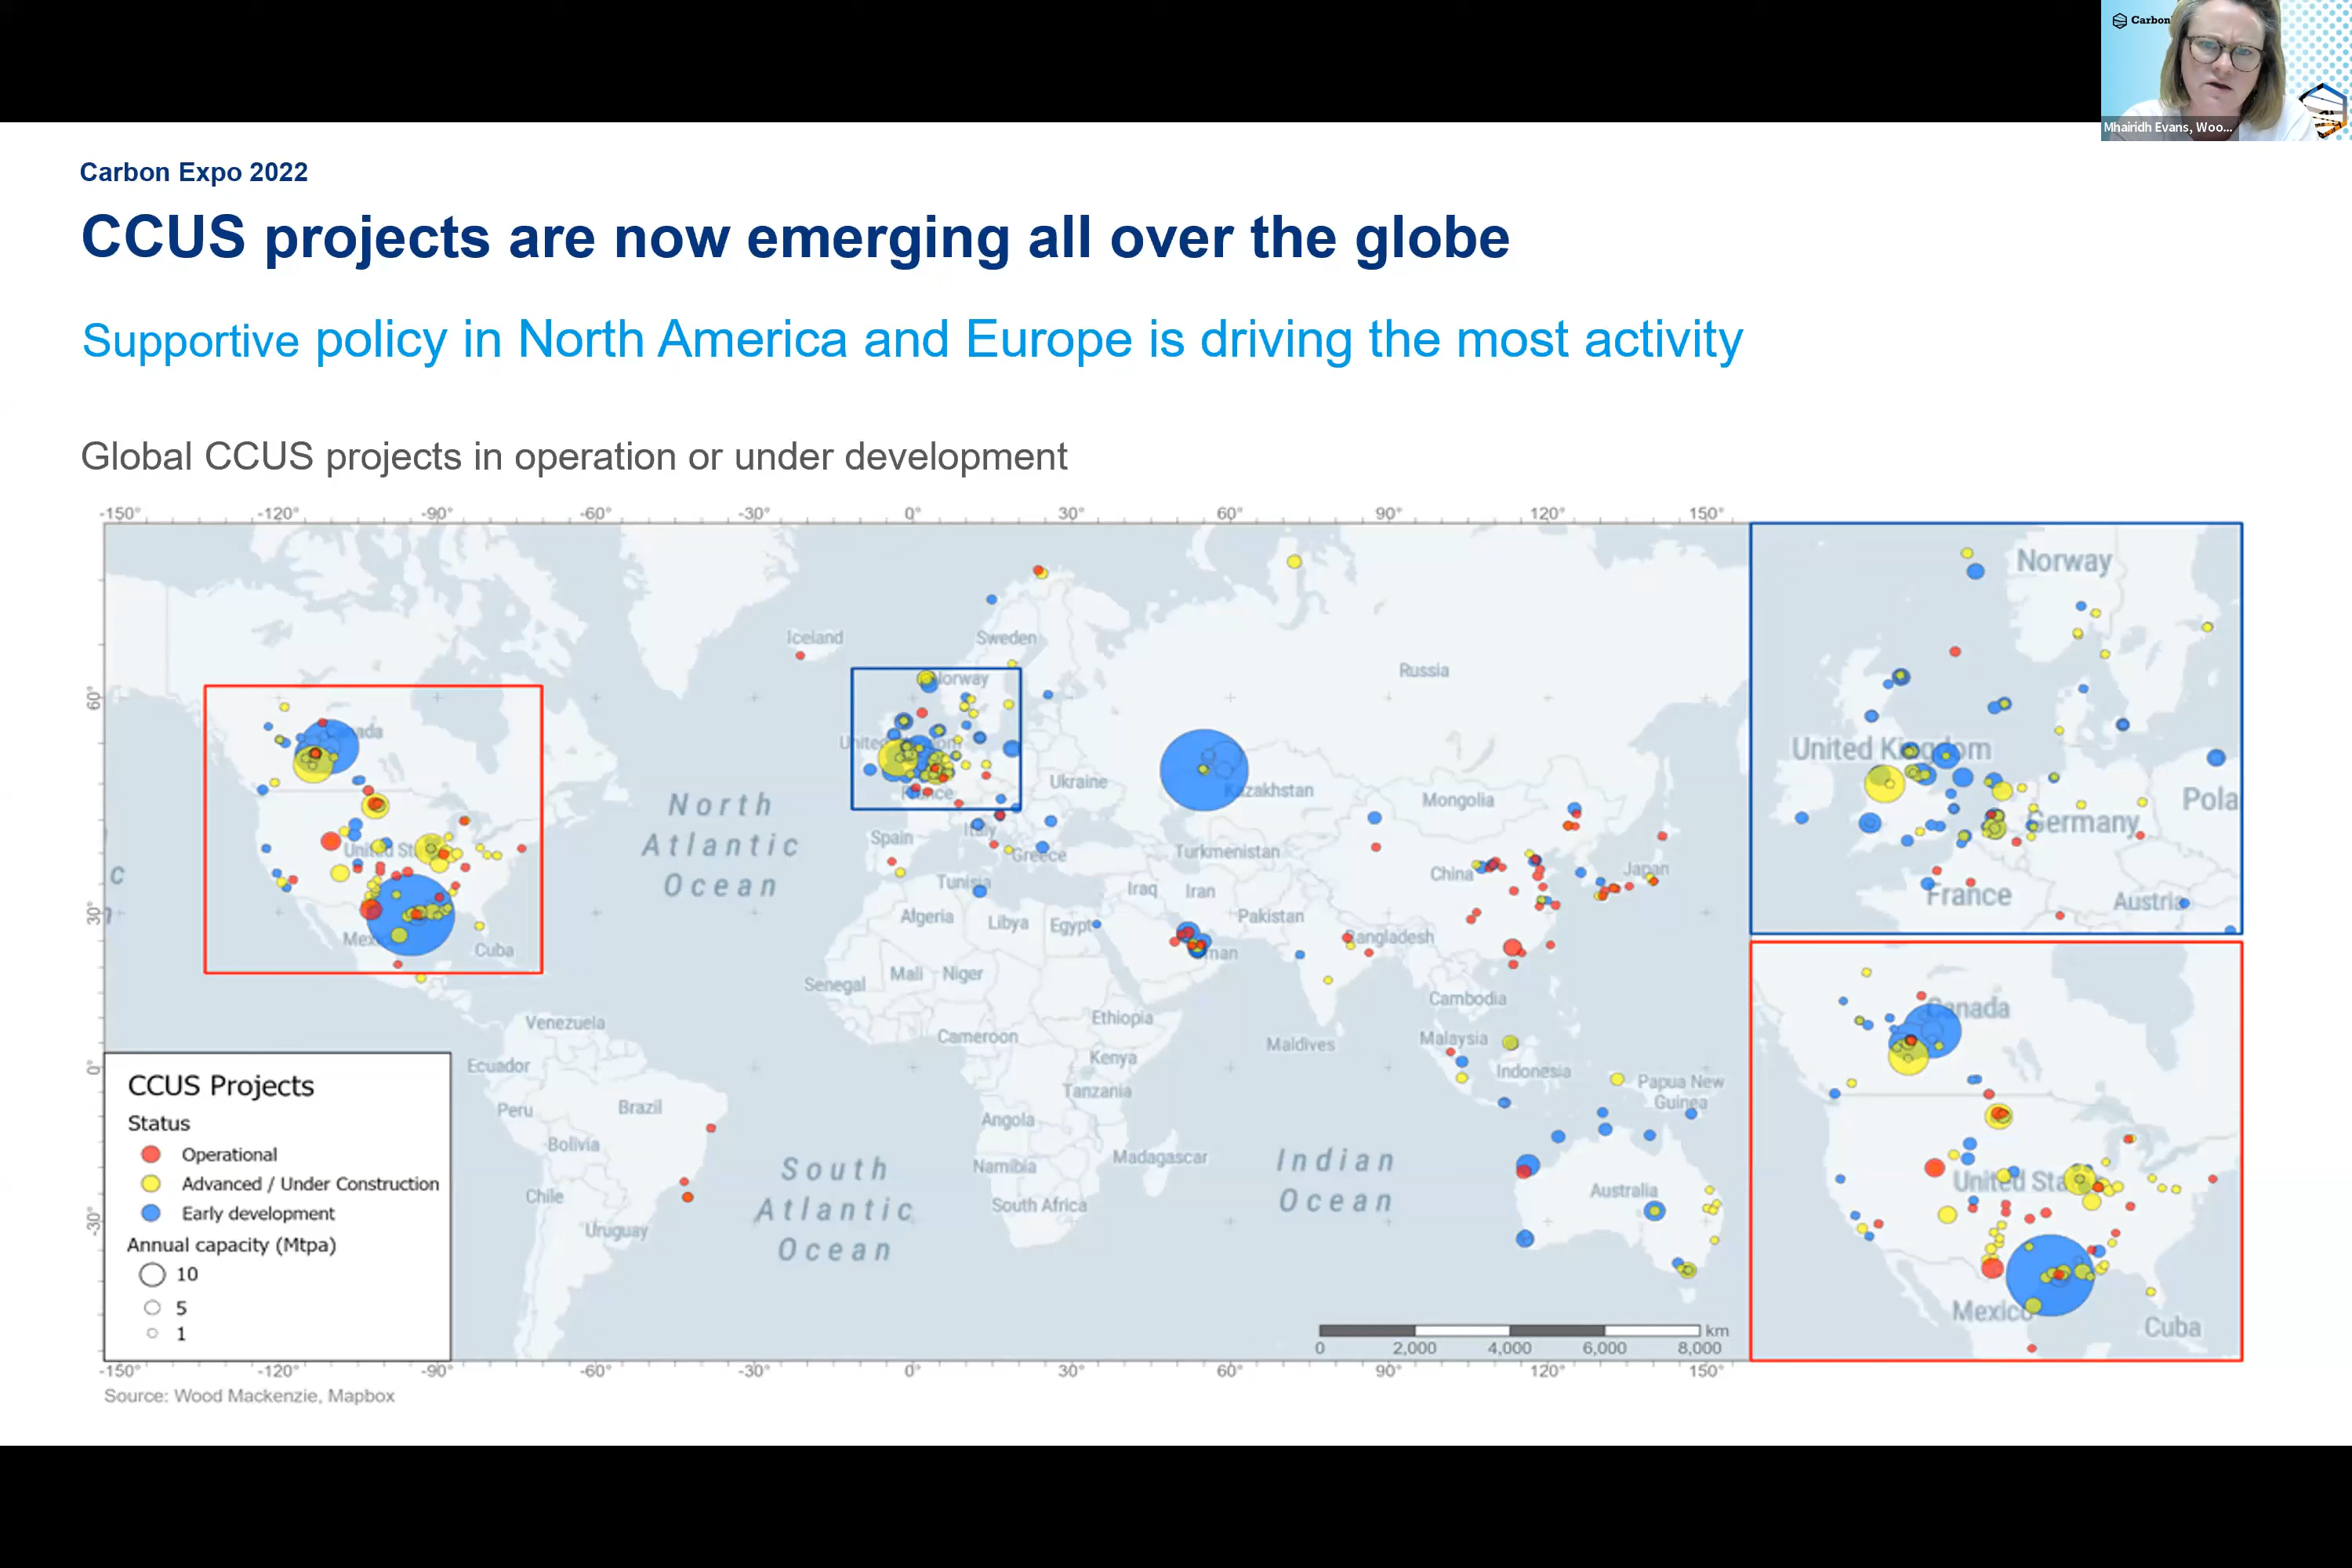 Carbon
Mhairidh Evans, Woo...
Carbon Expo 2022
CCUS projects are now emerging all over the globe
Supportive policy in North America and Europe is driving the most activity
Global CCUS projects in operation or under development
-150° -120° -90° -60° -30° 0° 30° 60° 90° 120° 150°
60°
30°
0°
-30°
Iceland
Sweden
Norway
Russia
Ukraine
Kazakhstan
Mongolia
North
Atlantic
Ocean
Spain
Italy
Greece
Turkmenistan
China
Japan
Tunisia
Iraq
Iran
Algeria
Libya
Egypt
Pakistan
Bangladesh
Cuba
Mali
Niger
Senegal
Cambodia
Venezuela
Ethiopia
Cameroon
Malaysia
Maldives
Ecuador
Kenya
Indonesia
Papua New
Guinea
Tanzania
Peru
Brazil
Angola
Bolivia
Madagascar
South
Atlantic
Ocean
Indian
Ocean
Namibia
Chile
South Africa
Australia
Uruguay
CCUS Projects
Status
Operational
Advanced / Under Construction
Early development
Annual capacity (Mtpa)
10
5
1
km
0 2,000 4,000 6,000 8,000
-150° -120° -90° -60° -30° 0° 30° 60° 90° 120° 150°
Source: Wood Mackenzie, Mapbox
Norway
United Kingdom
Pola
Germany
France
Austria
Canada
United Sta
Mexico
Cuba